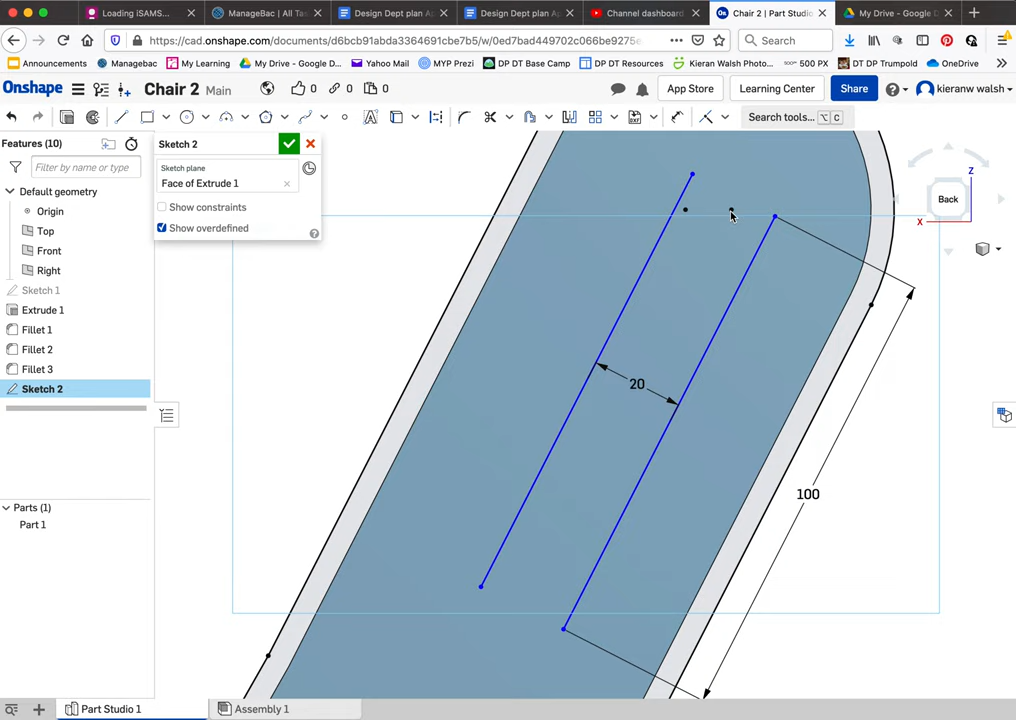 Loading iSAMS...
ManageBac | All Tas
Design Dept plan Ap
Design Dept plan Ap
Channel dashboard
Chair 2 | Part Studio
My Drive - Google D
https://cad.onshape.com/documents/d6bcb91abda3364691cbe7b5/w/0ed7bad449702c066be9275e
Search
Announcements
Managebac
My Learning
My Drive - Google D...
Yahoo Mail
MYP Prezi
DP DT Base Camp
DP DT Resources
Kieran Walsh Photo...
500 PX
DT DP Trumpold
OneDrive
Onshape
Chair 2 Main
0
0
0
App Store
Learning Center
Share
kieranw walsh
Search tools...
C
Features (10)
Filter by name or type
Default geometry
Origin
Top
Front
Right
Sketch 1
Extrude 1
Fillet 1
Fillet 2
Fillet 3
Sketch 2
Parts (1)
Part 1
Sketch 2
Sketch plane
Face of Extrude 1
Show constraints
Show overdefined
20
100
Z
Back
X
Part Studio 1
Assembly 1